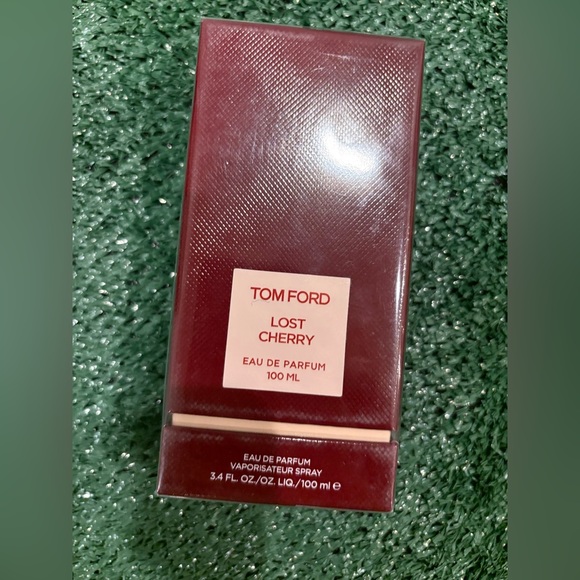 TOM FORD
LOST
CHERRY
EAU DE PARFUM
100 ML
EAU DE PARFUM
VAPORISATEUR SPRAY
3.4 FL. OZ./OZ. LIQ./100 ml ℮